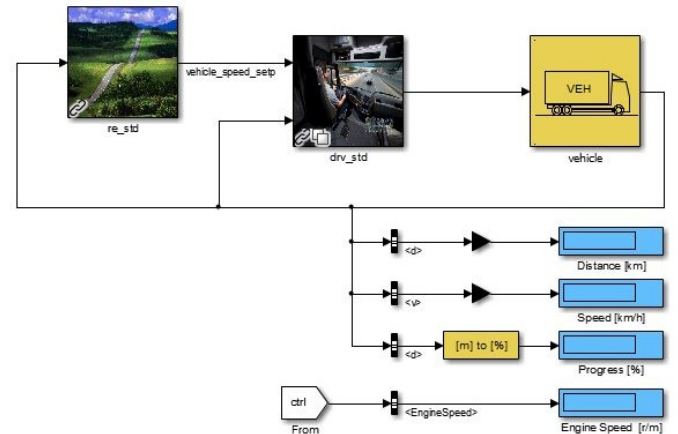 vehicle_speed_setp
re_std
drv_std
VEH
vehicle
<d>
Distance [km]
<v>
Speed [km/h]
<d>
[m] to [%]
Progress [%]
ctrl
From
<EngineSpeed>
Engine Speed [r/m]